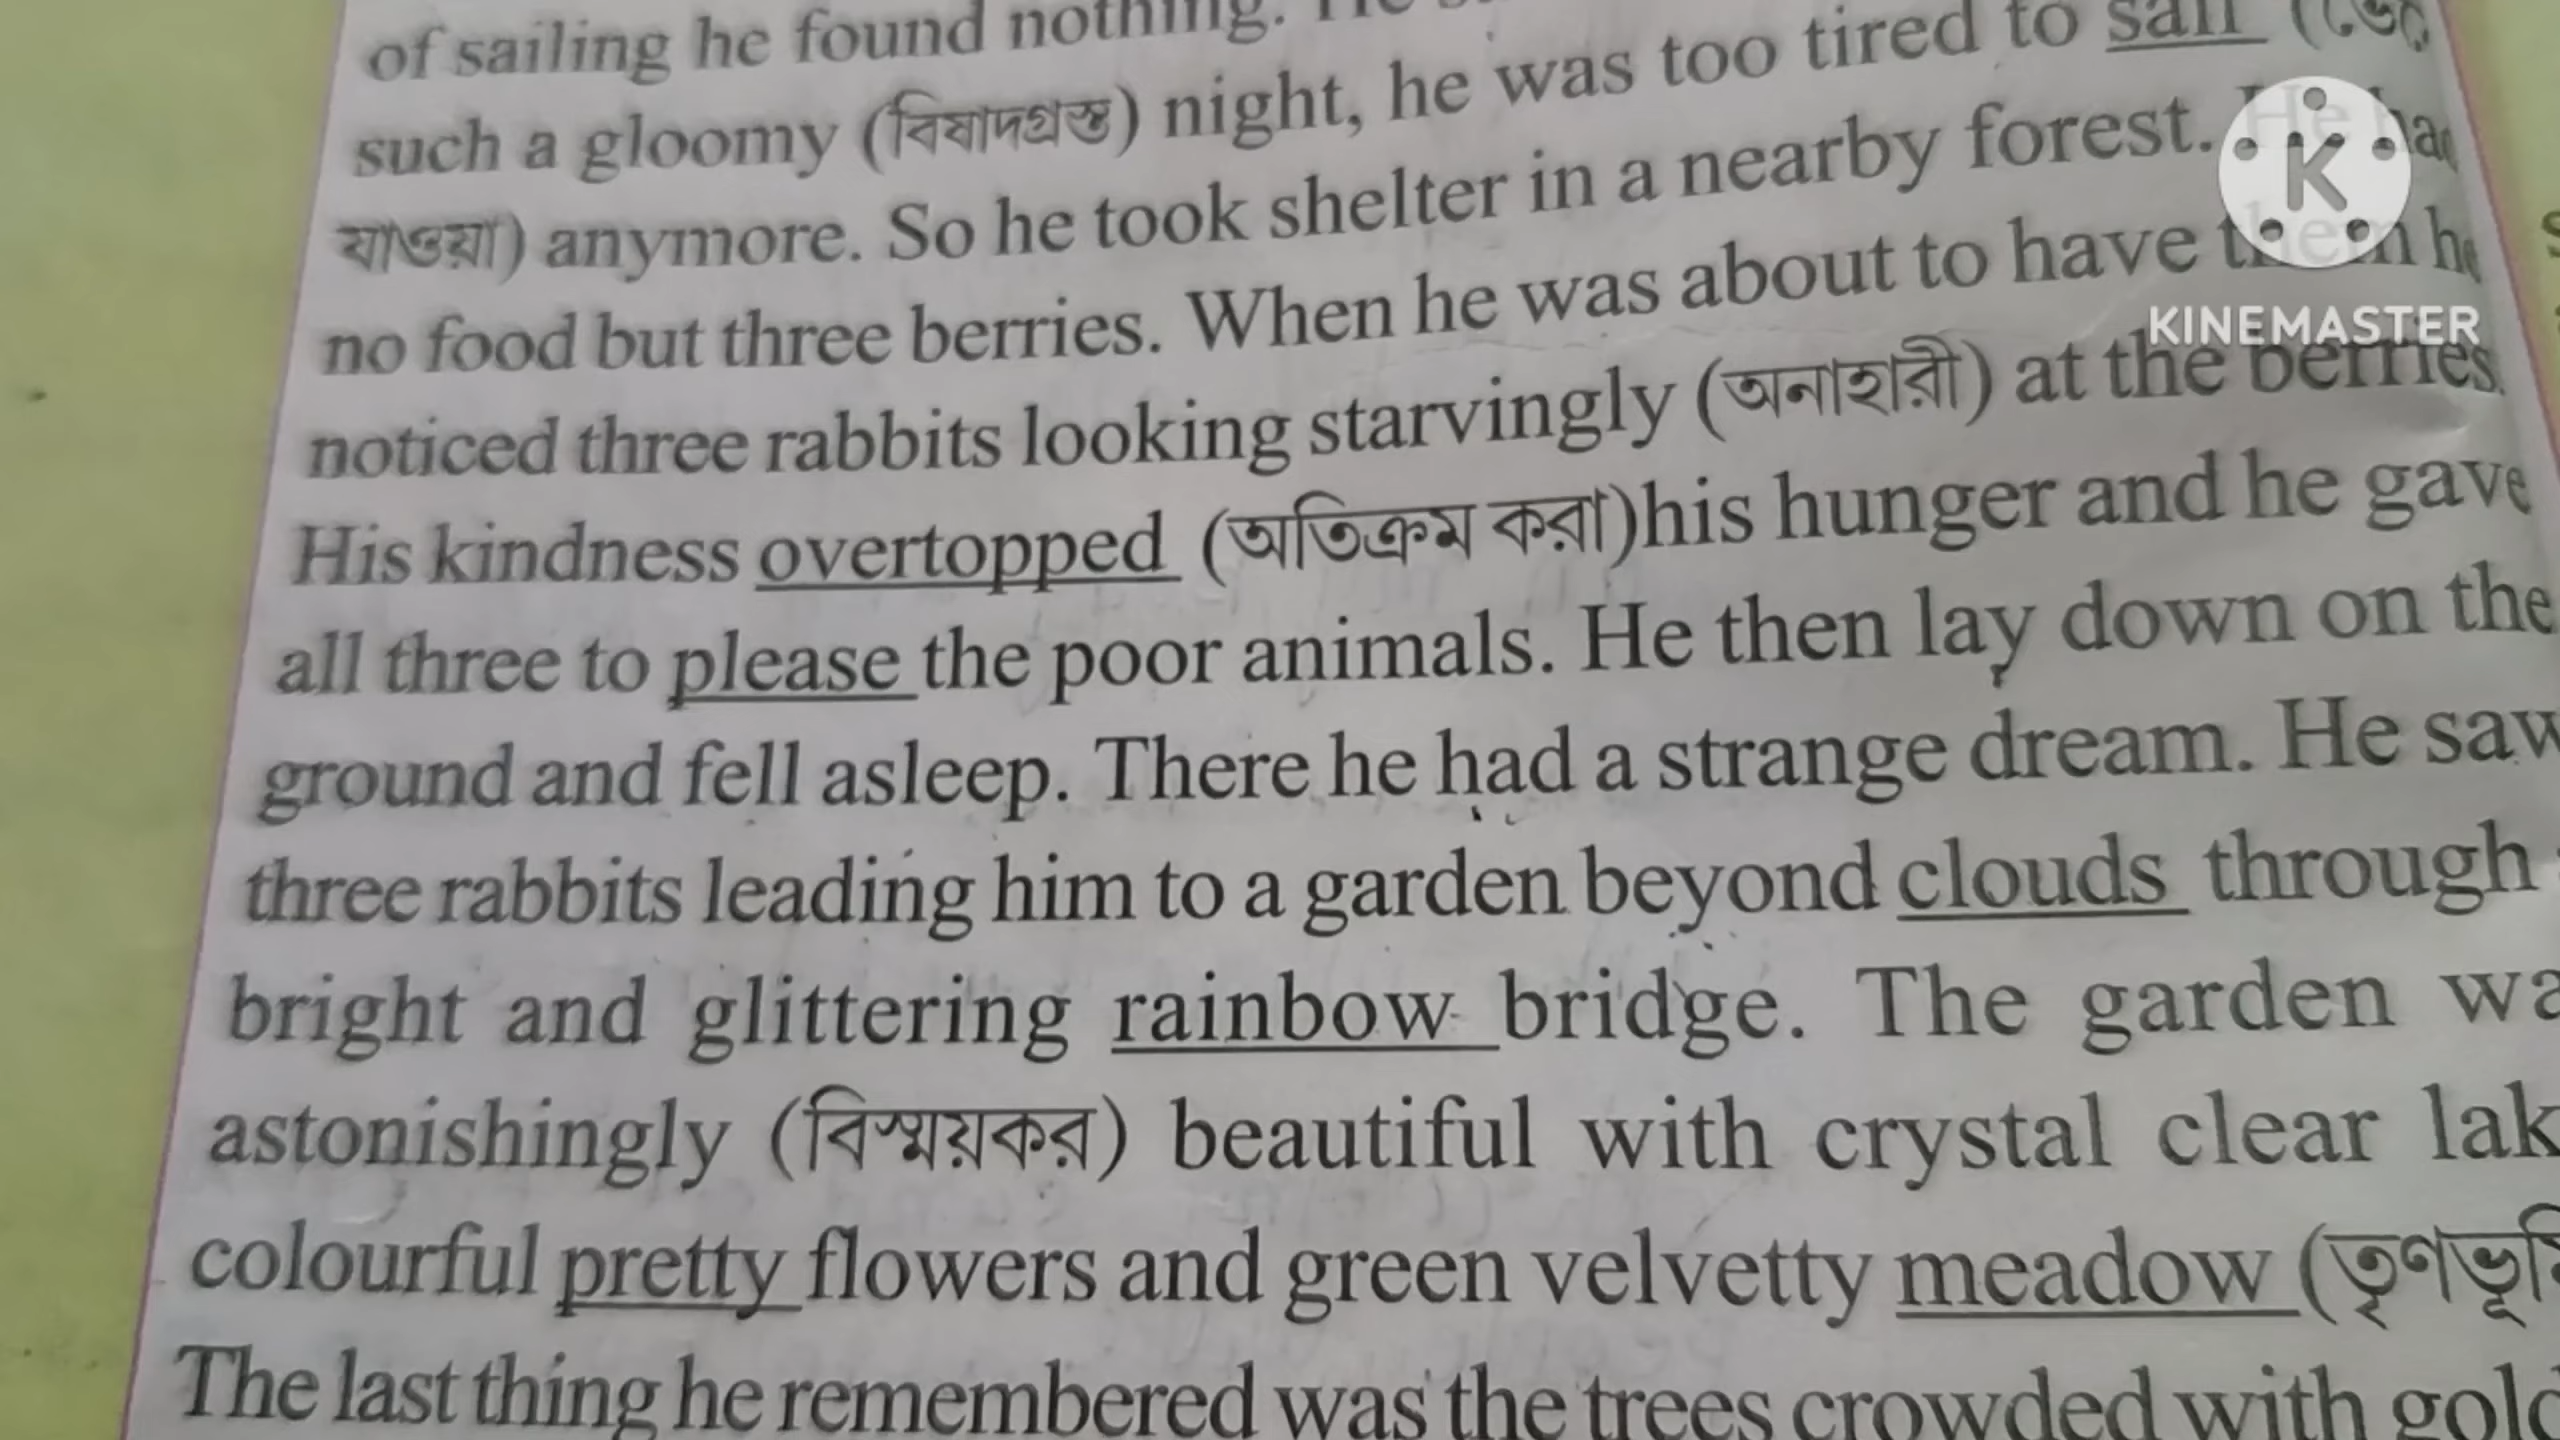 of sailing he found nothing. He
such a gloomy (বিষাদগ্রস্ত) night, he was too tired to sail
যাওয়া) anymore. So he took shelter in a nearby forest. He had
no food but three berries. When he was about to have them he
noticed three rabbits looking starvingly (অনাহারী) at the berries.
His kindness overtopped (অতিক্রম করা)his hunger and he gave
all three to please the poor animals. He then lay down on the
ground and fell asleep. There he had a strange dream. He saw
three rabbits leading him to a garden beyond clouds through
bright and glittering rainbow bridge. The garden
astonishingly (বিস্ময়কর) beautiful with crystal clear
colourful pretty flowers and green velvetty meadow
The last thing he remembered was the trees crowded with
K
KINEMASTER